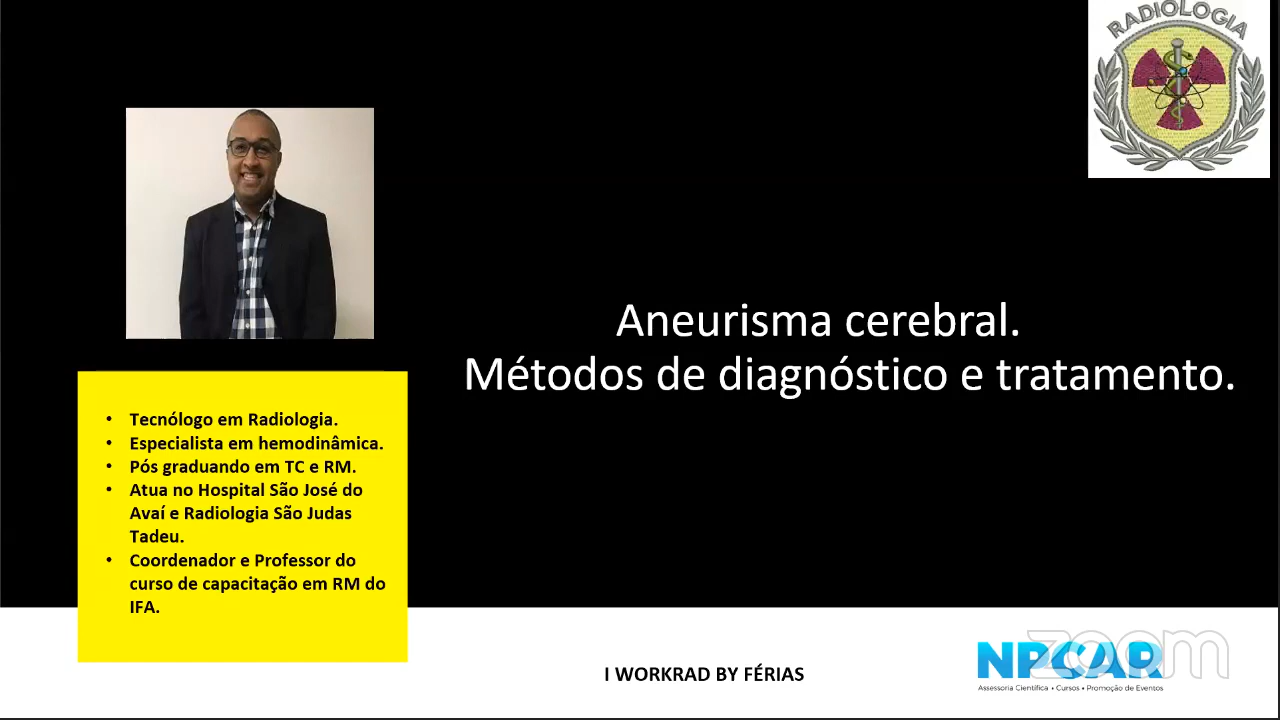 RADIOLOGIA
Aneurisma cerebral.
Métodos de diagnóstico e tratamento.
• Tecnólogo em Radiologia.
• Especialista em hemodinâmica.
• Pós graduando em TC e RM.
• Atua no Hospital São José do
Avaí e Radiologia São Judas
Tadeu.
• Coordenador e Professor do
curso de capacitação em RM do
IFA.
I WORKRAD BY FÉRIAS
NPCAR
zoom
Assessoria Científica • Cursos • Promoção de Eventos